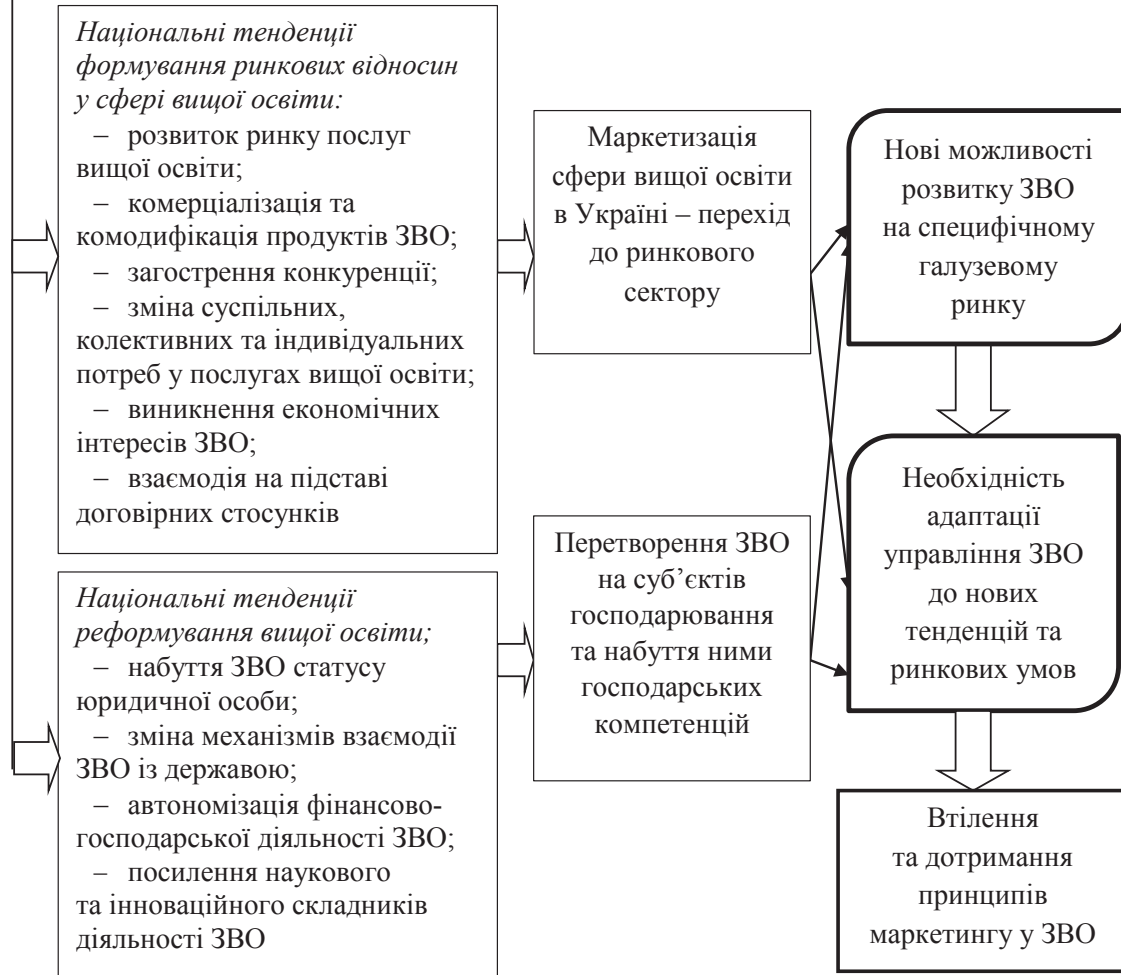 Національні тенденції
формування ринкових відносин
у сфері вищої освіти:
– розвиток ринку послуг
вищої освіти;
– комерціалізація та
комодифікація продуктів ЗВО;
– загострення конкуренції;
– зміна суспільних,
колективних та індивідуальних
потреб у послугах вищої освіти;
– виникнення економічних
інтересів ЗВО;
– взаємодія на підставі
договірних стосунків
Національні тенденції
реформування вищої освіти;
– набуття ЗВО статусу
юридичної особи;
– зміна механізмів взаємодії
ЗВО із державою;
– автономізація фінансово-
господарської діяльності ЗВО;
– посилення наукового
та інноваційного складників
діяльності ЗВО
Маркетизація
сфери вищої освіти
в Україні – перехід
до ринкового
сектору
Перетворення ЗВО
на суб’єктів
господарювання
та набуття ними
господарських
компетенцій
Нові можливості
розвитку ЗВО
на специфічному
галузевому
ринку
Необхідність
адаптації
управління ЗВО
до нових
тенденцій та
ринкових умов
Втілення
та дотримання
принципів
маркетингу у ЗВО